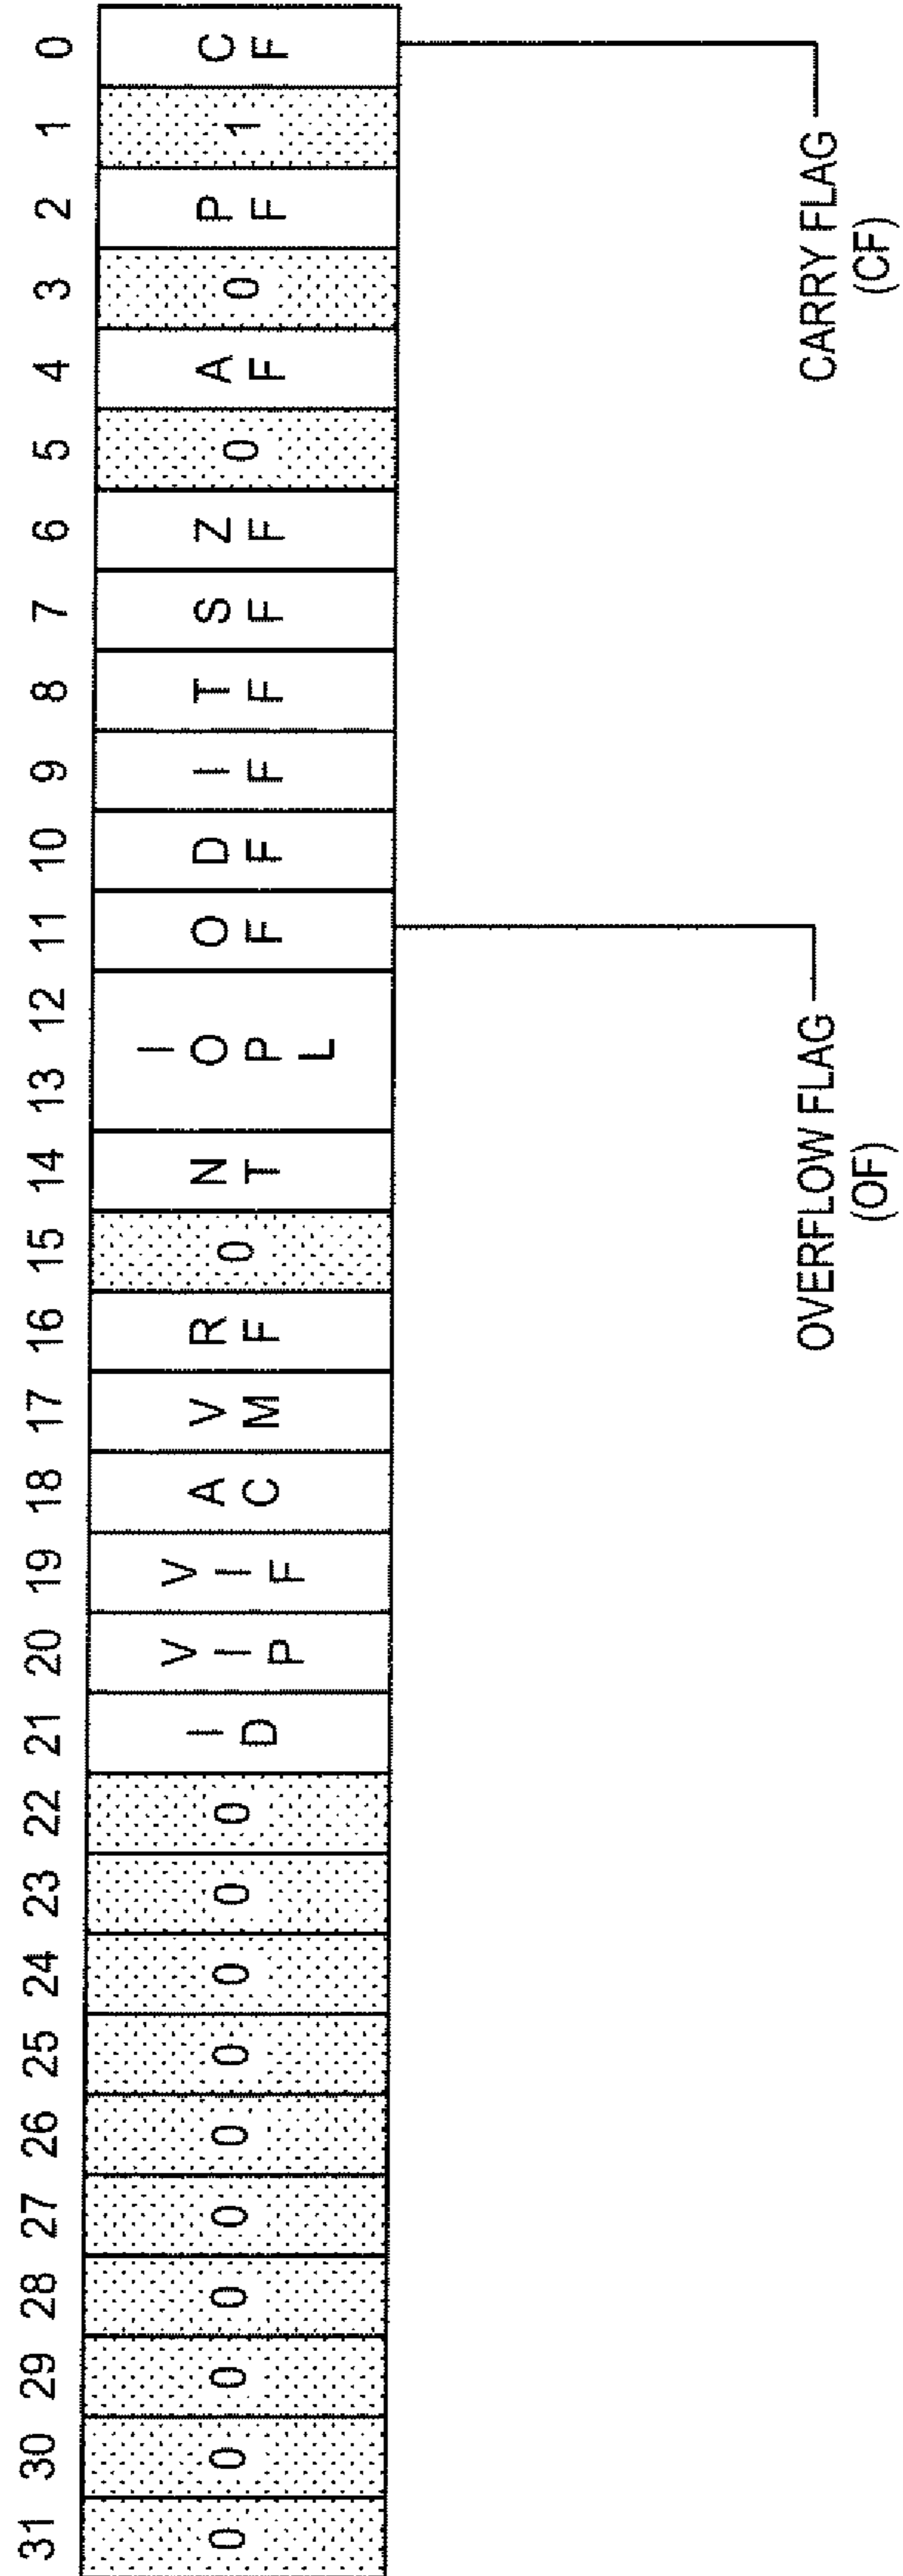 31 30 29 28 27 26 25 24 23 22 21 20 19 18 17 16 15 14 13 12 11 10 9 8 7 6 5 4 3 2 1 0
0 0 0 0 0 0 0 0 0 0 ID VIP VIF AC VM RF 0 NT IOPL OF DF IF TF SF ZF 0 AF 0 PF 1 CF
OVERFLOW FLAG
(OF)
CARRY FLAG
(CF)